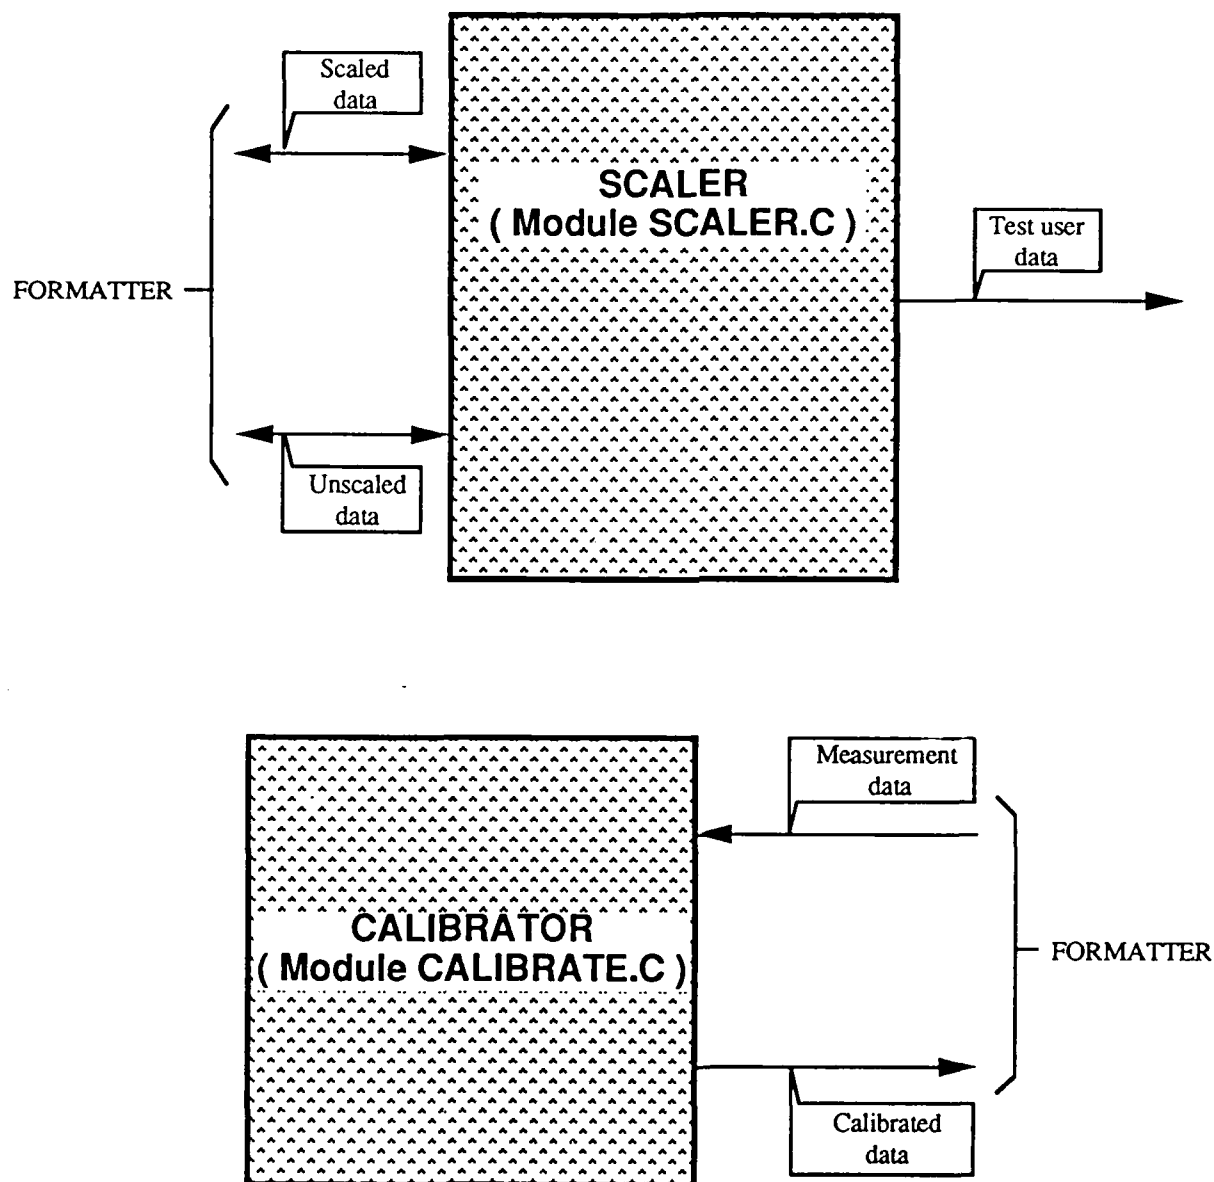 Scaled
data
SCALER
( Module SCALER.C )
Test user
data
FORMATTER
Unscaled
data
Measurement
data
CALIBRATOR
( Module CALIBRATE.C )
FORMATTER
Calibrated
data